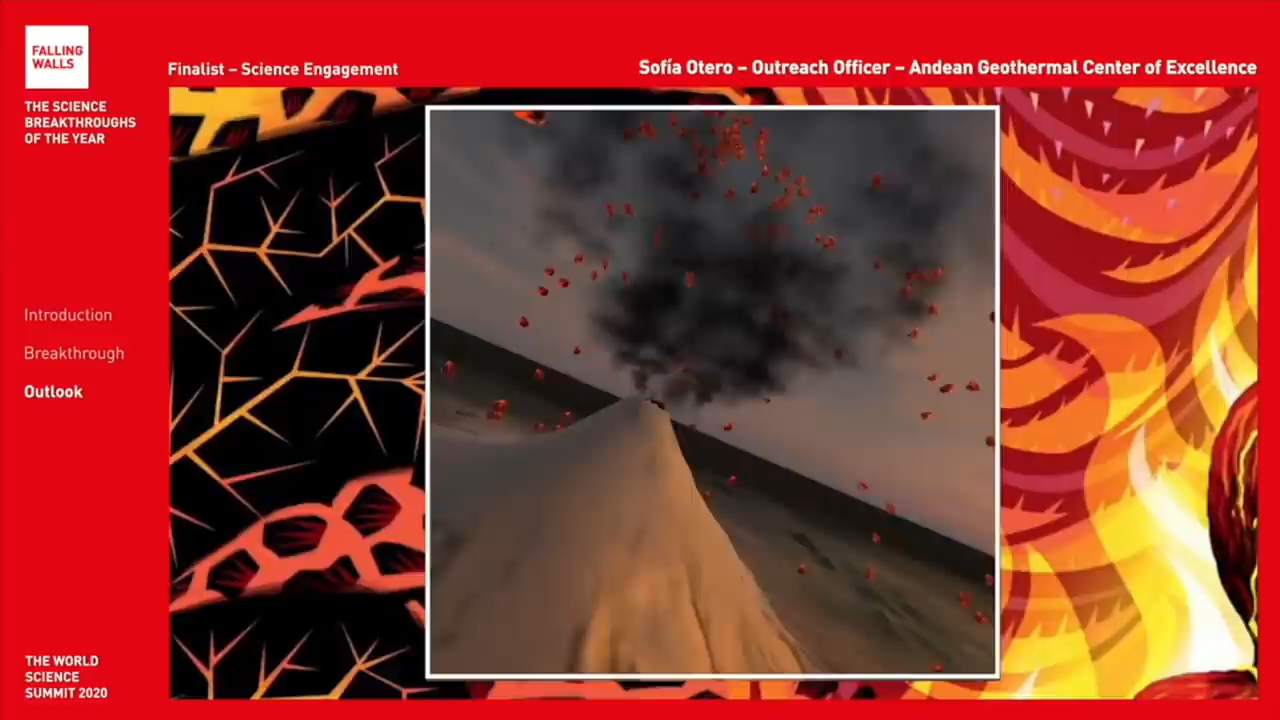 FALLING
WALLS
THE SCIENCE
BREAKTHROUGHS
OF THE YEAR
Finalist – Science Engagement
Sofía Otero – Outreach Officer – Andean Geothermal Center of Excellence
Introduction
Breakthrough
Outlook
THE WORLD
SCIENCE
SUMMIT 2020